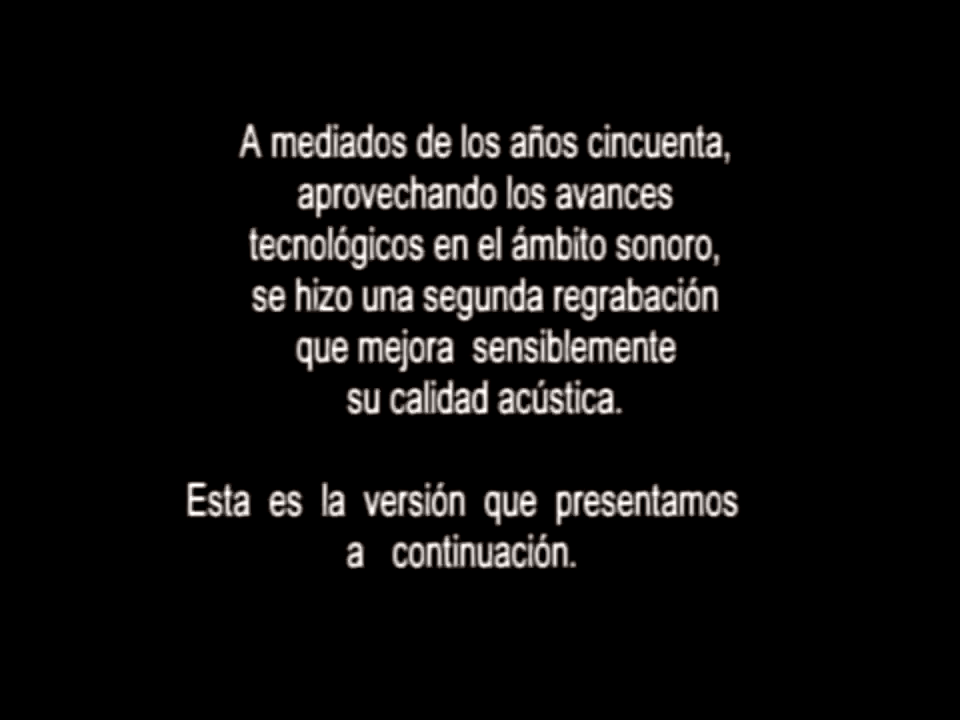 A mediados de los años cincuenta,
aprovechando los avances
tecnológicos en el ámbito sonoro,
se hizo una segunda regrabación
que mejora sensiblemente
su calidad acústica.
Esta es la versión que presentamos
a continuación.